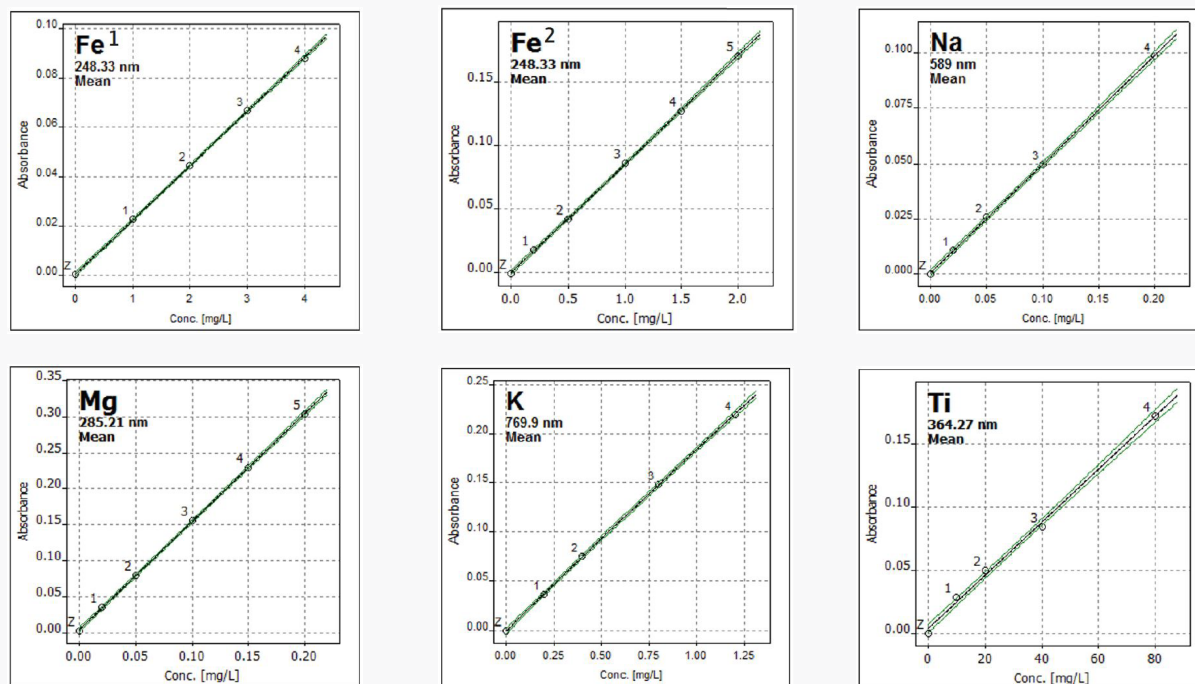 0.10
Fe1
248.33 nm
Mean
0.08
0.06
0.04
0.02
0.00
Absorbance
Z
1
2
3
4
0
1
2
3
4
Conc. [mg/L]
Fe2
248.33 nm
Mean
0.15
0.10
0.05
0.00
Absorbance
Z
1
2
3
4
5
0.0
0.5
1.0
1.5
2.0
Conc. [mg/L]
Na
589 nm
Mean
0.100
0.075
0.050
0.025
0.000
Absorbance
Z
1
2
3
4
0.00
0.05
0.10
0.15
0.20
Conc. [mg/L]
0.35
Mg
285.21 nm
Mean
0.30
0.25
0.20
0.15
0.10
0.05
0.00
Absorbance
1
2
3
4
5
Z
0.00
0.05
0.10
0.15
0.20
Conc. [mg/L]
0.25
K
769.9 nm
Mean
0.20
0.15
0.10
0.05
0.00
Absorbance
Z
1
2
3
4
0.00
0.25
0.50
0.75
1.00
1.25
Conc. [mg/L]
Ti
364.27 nm
Mean
0.15
0.10
0.05
0.00
Absorbance
Z
1
2
3
4
0
20
40
60
80
Conc. [mg/L]